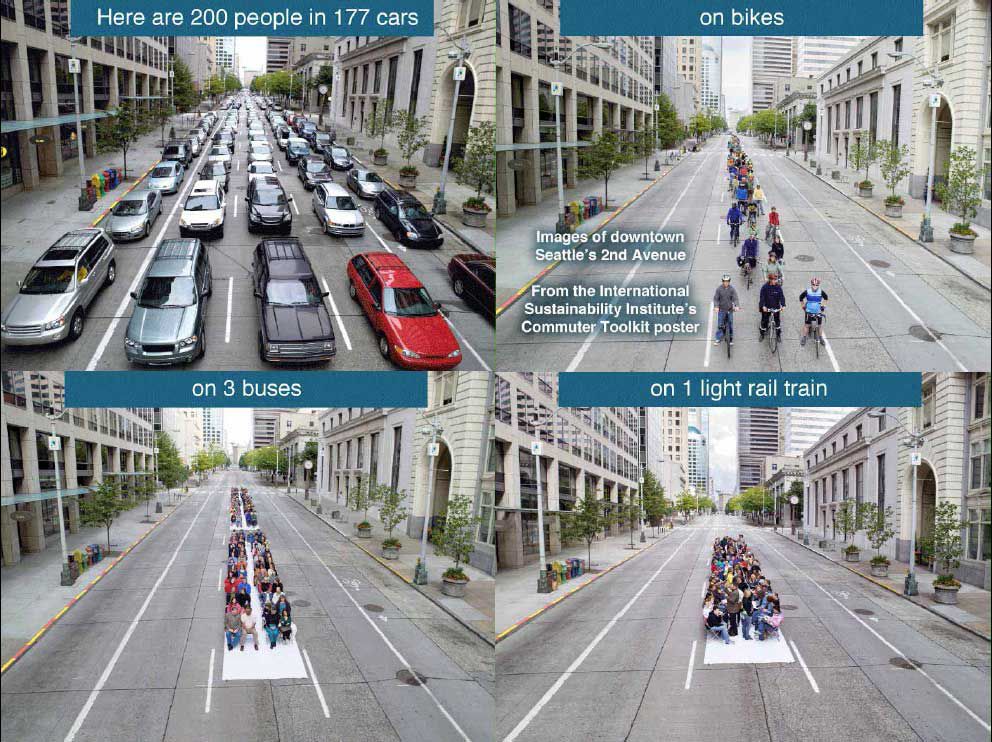 Here are 200 people in 177 cars
on bikes
Images of downtown
Seattle's 2nd Avenue
From the International
Sustainability Institute's
Commuter Toolkit poster
on 3 buses
on 1 light rail train